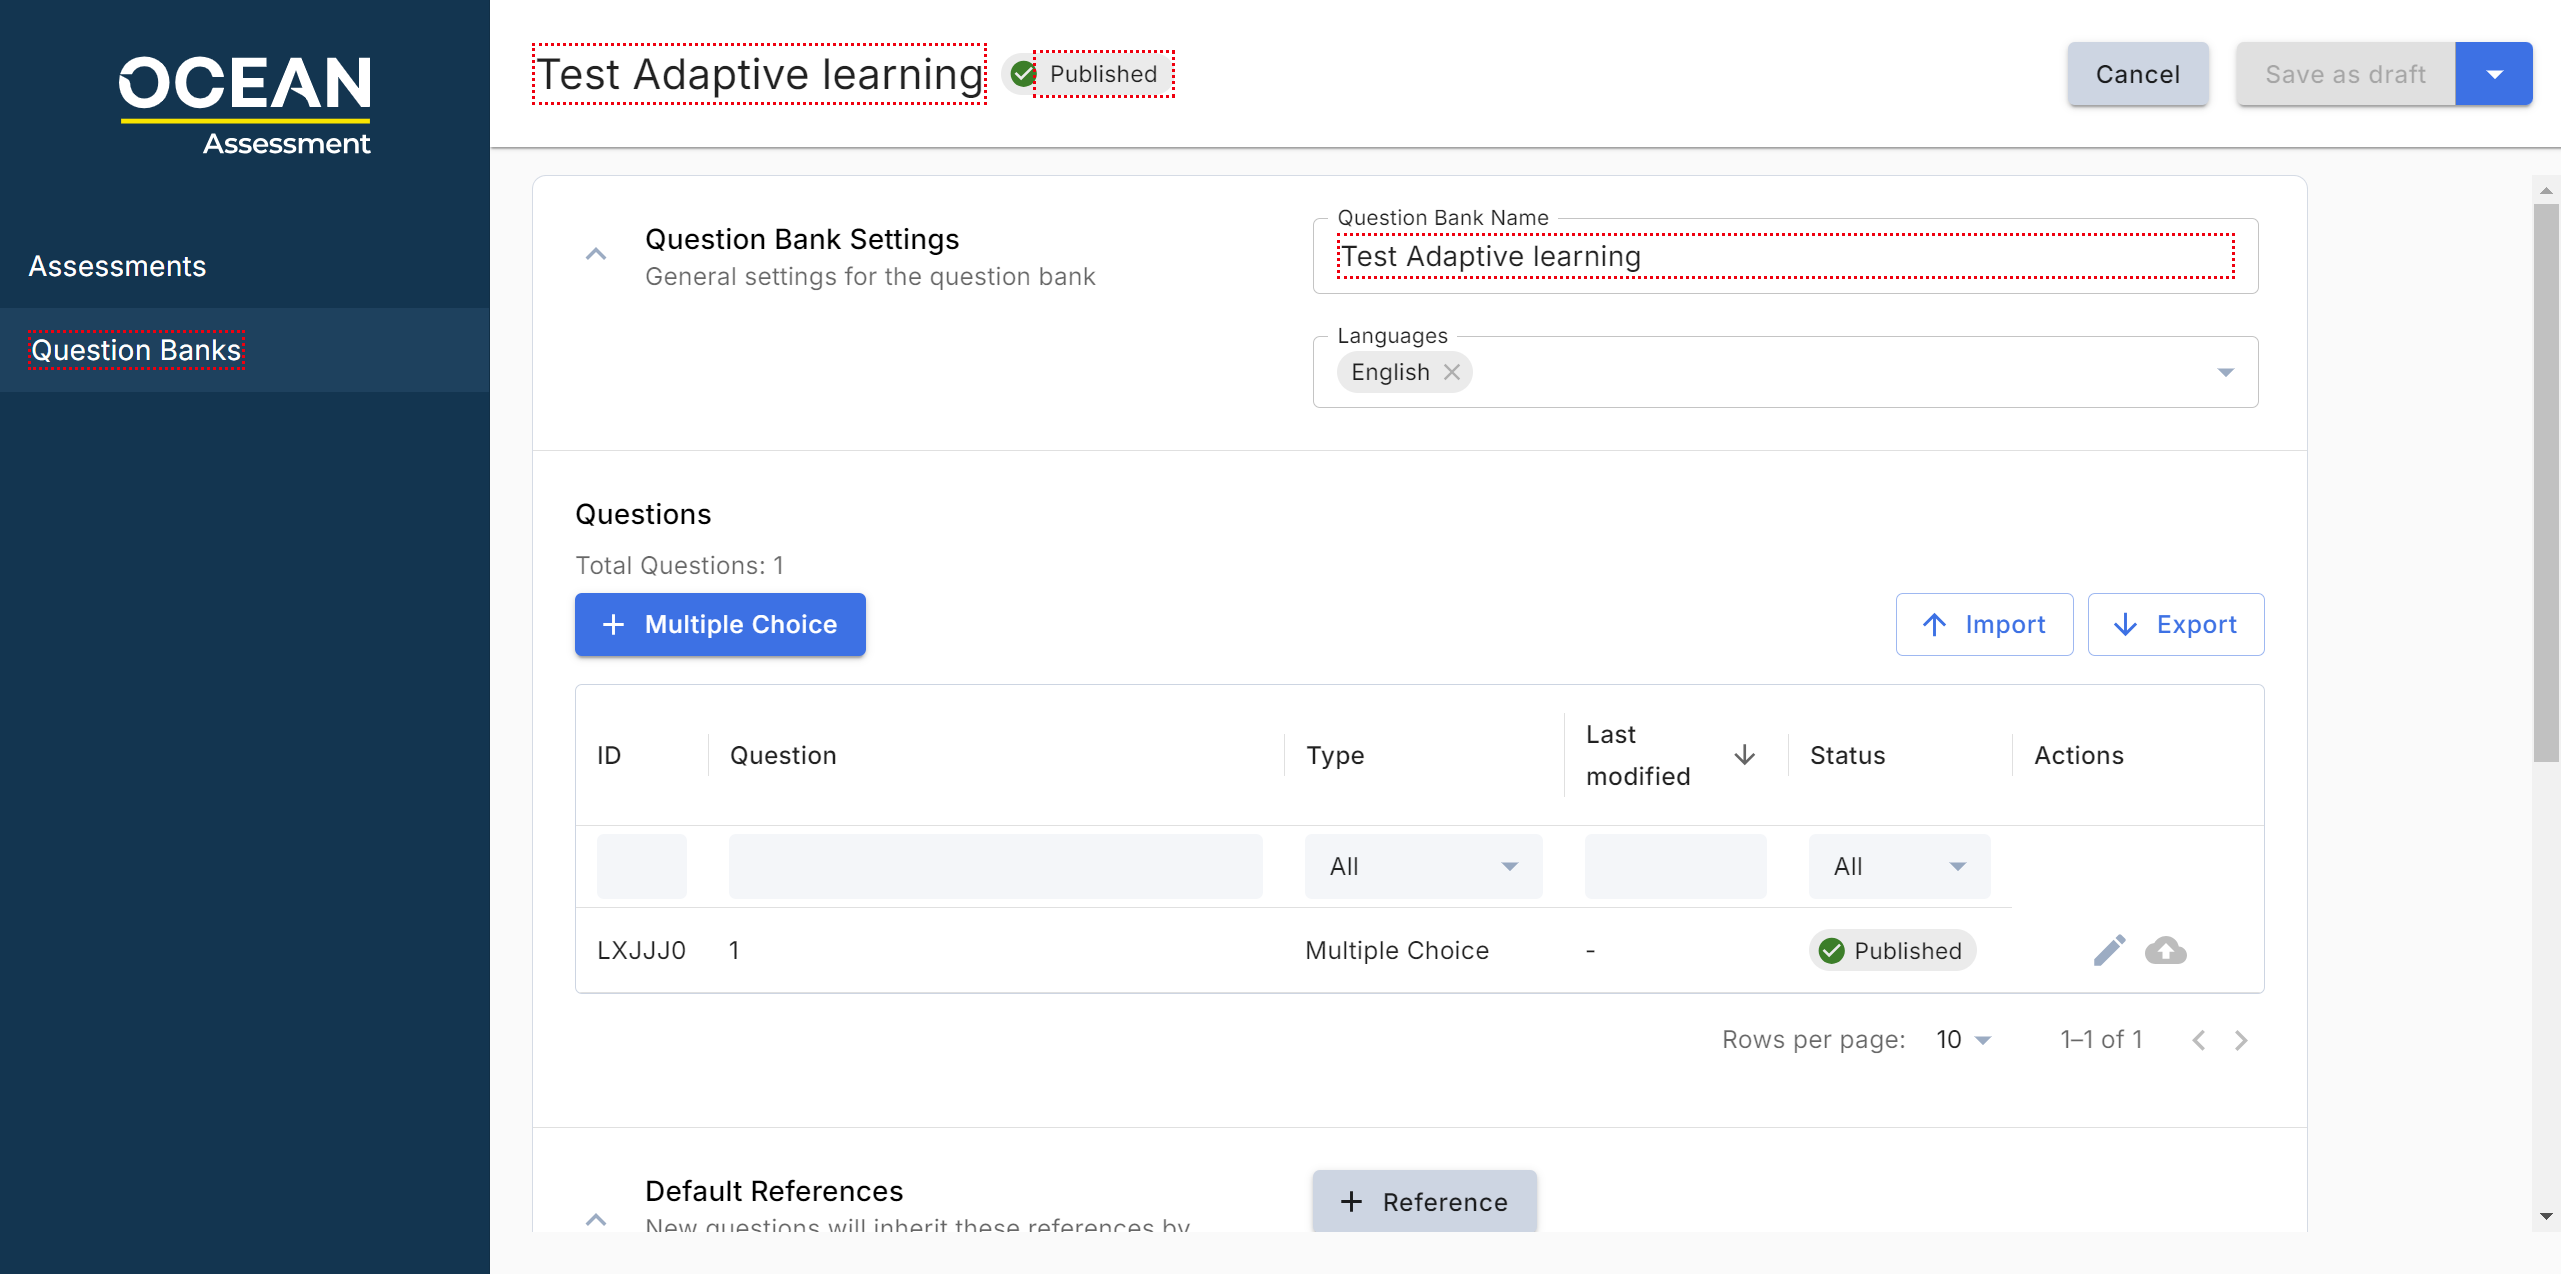 OCEAN
Assessment
Assessments
Question Banks
Test Adaptive learning
Published
Cancel
Save as draft
Question Bank Settings
General settings for the question bank
Question Bank Name
Test Adaptive learning
Languages
English
Questions
Total Questions: 1
Multiple Choice
Import
Export
ID
Question
Type
Last modified
Status
Actions
All
All
LXJJJ0
1
Multiple Choice
-
Published
Rows per page:
10
1–1 of 1
Default References
New questions will inherit these references by
Reference